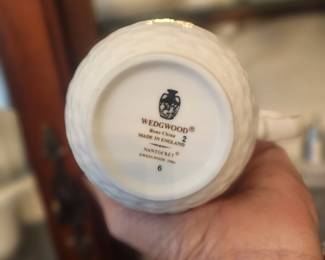 WEDGWOOD®
Bone China
MADE IN ENGLAND
2
NANTUCKET®
6